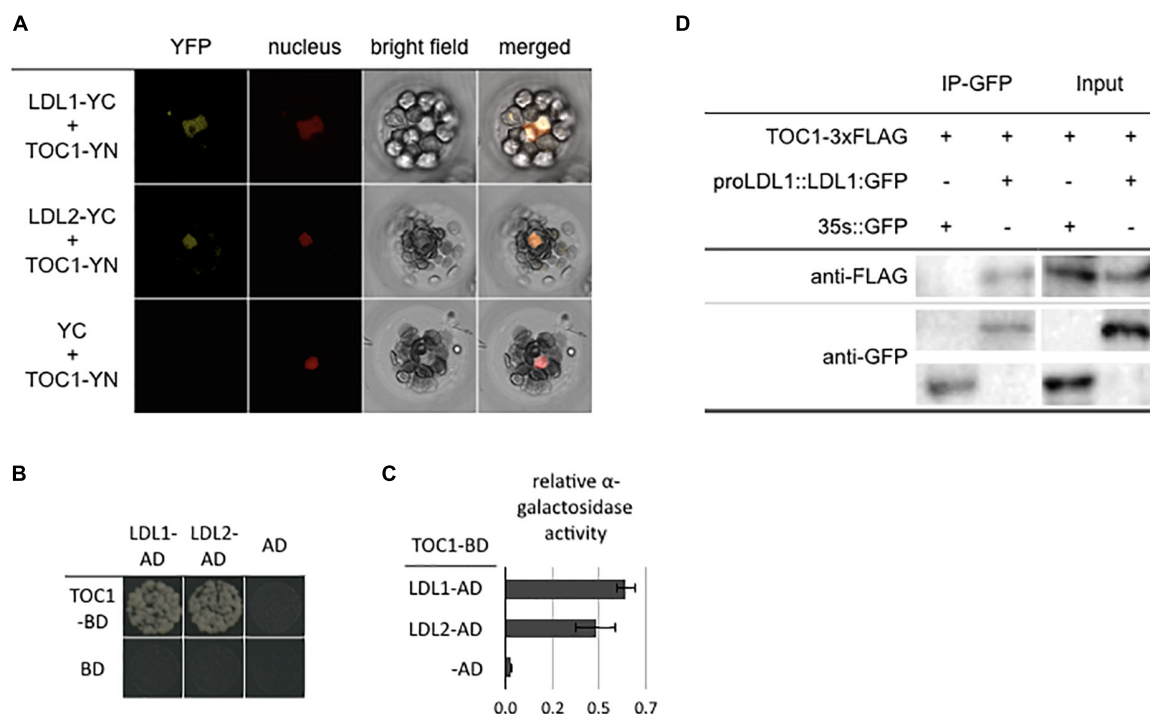 A
YFP nucleus bright field merged
LDL1-YC
+
TOC1-YN
LDL2-YC
+
TOC1-YN
YC
+
TOC1-YN
B
LDL1-AD LDL2-AD AD
TOC1-BD
BD
C
relative α-
galactosidase
activity
TOC1-BD
LDL1-AD
LDL2-AD
-AD
0.0 0.2 0.5 0.7
D
IP-GFP Input
TOC1-3xFLAG + + + +
proLDL1::LDL1:GFP - + - +
35s::GFP + - + -
anti-FLAG
anti-GFP